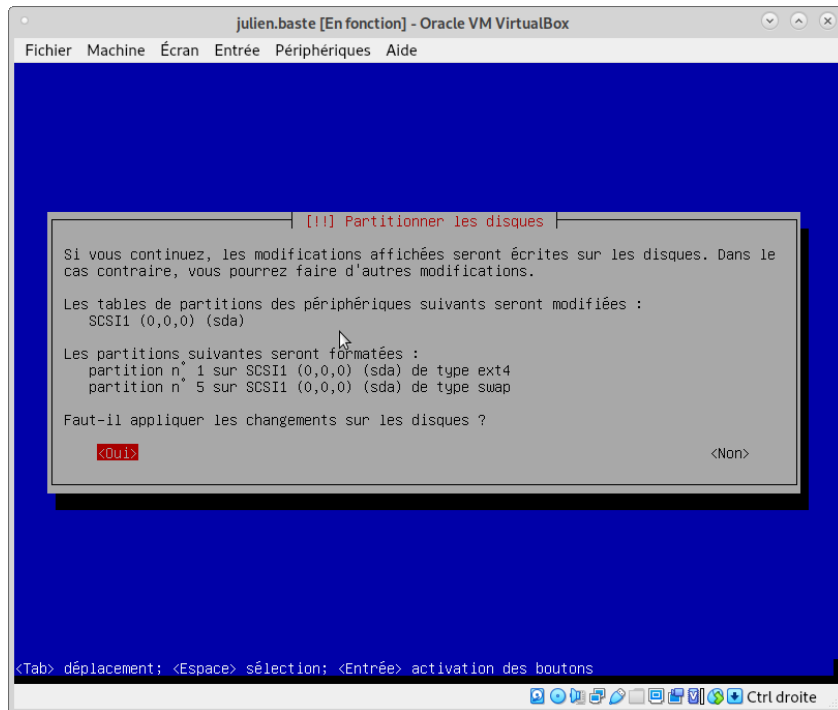 julien.baste [En fonction] - Oracle VM VirtualBox
Fichier Machine Écran Entrée Périphériques Aide
[!!] Partitionner les disques
Si vous continuez, les modifications affichées seront écrites sur les disques. Dans le
cas contraire, vous pourrez faire d'autres modifications.
Les tables de partitions des périphériques suivants seront modifiées :
SCSI1 (0,0,0) (sda)
Les partitions suivantes seront formatées :
partition n° 1 sur SCSI1 (0,0,0) (sda) de type ext4
partition n° 5 sur SCSI1 (0,0,0) (sda) de type swap
Faut-il appliquer les changements sur les disques ?
<Oui> <Non>
<Tab> déplacement; <Espace> sélection; <Entrée> activation des boutons
Ctrl droite